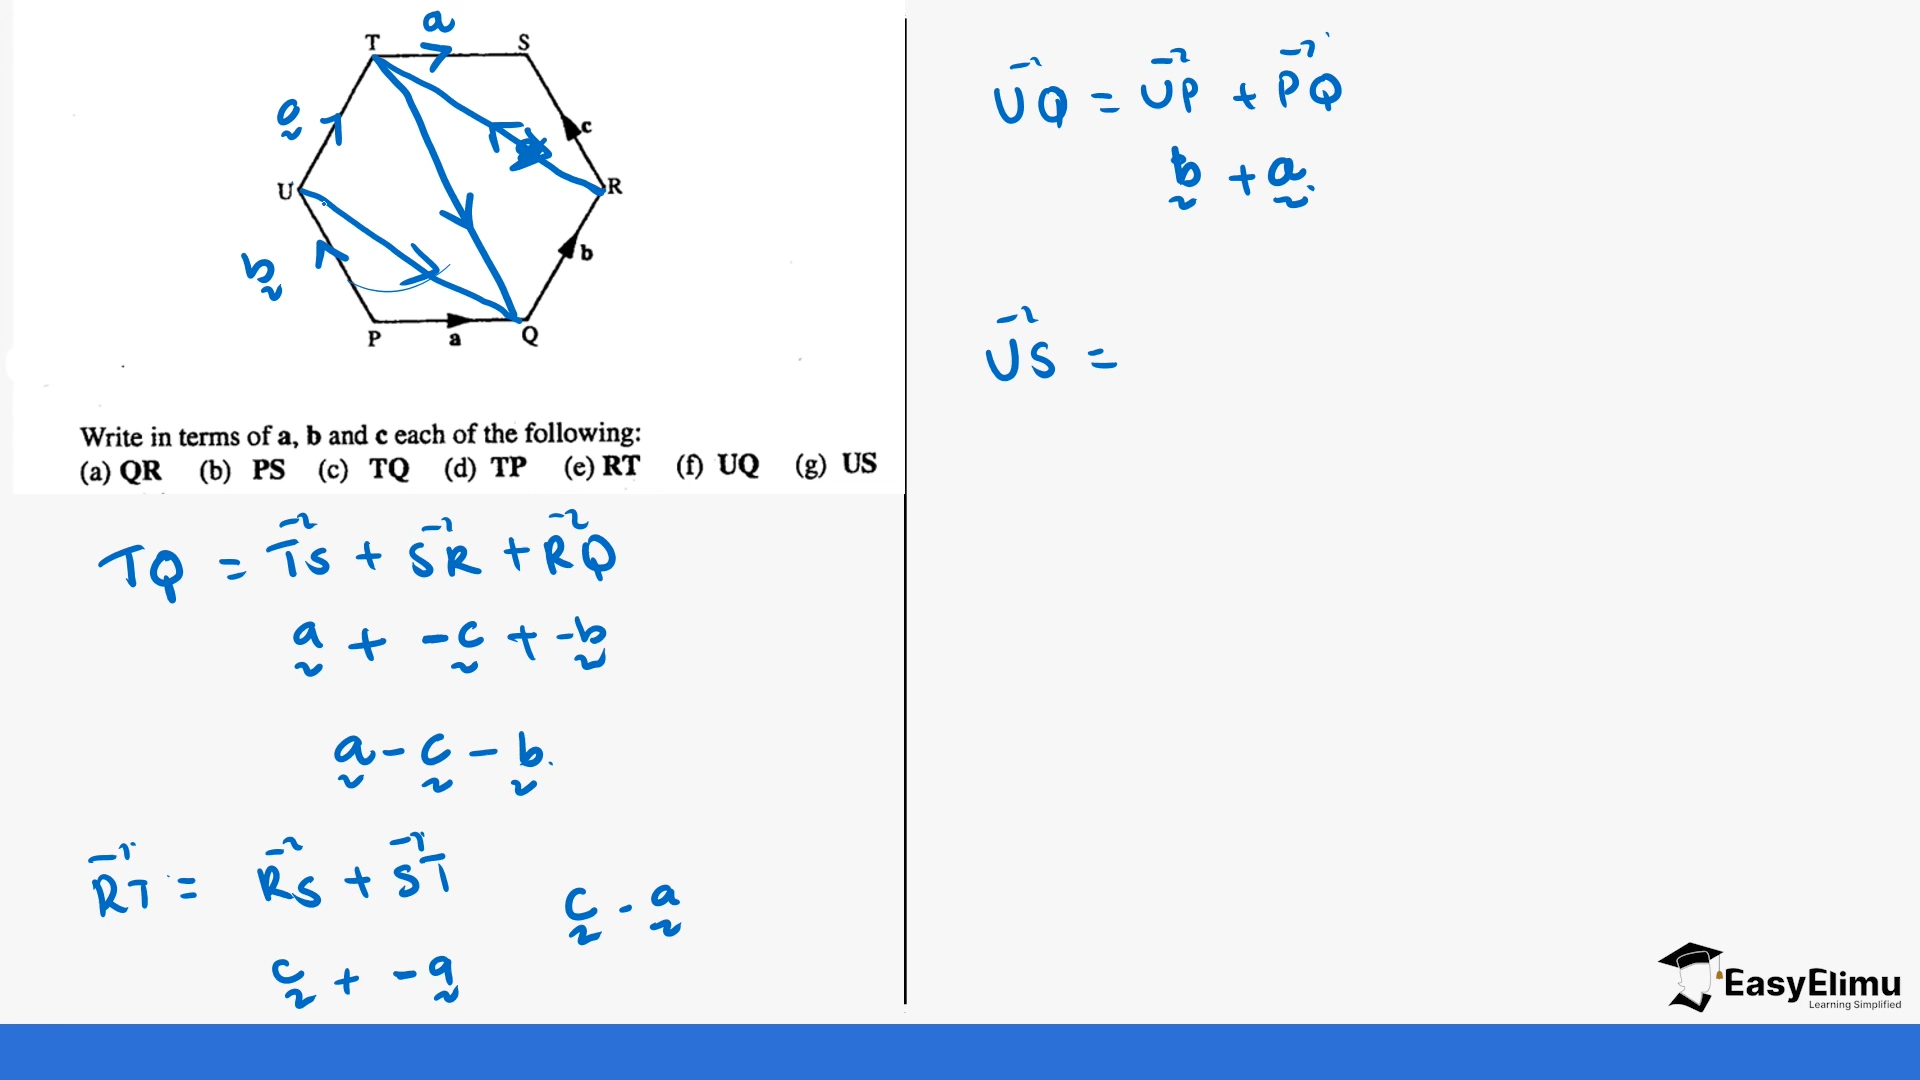 a
T S
a c
U R
b b
P a Q
Write in terms of a, b and c each of the following:
(a) QR (b) PS (c) TQ (d) TP (e) RT (f) UQ (g) US
TQ = TS + SR + RQ
a + -c + -b
a - c - b.
RT = RS + ST
c - a
c + -a
UQ = UP + PQ
b + a
US =
EasyElimu
Learning Simplified